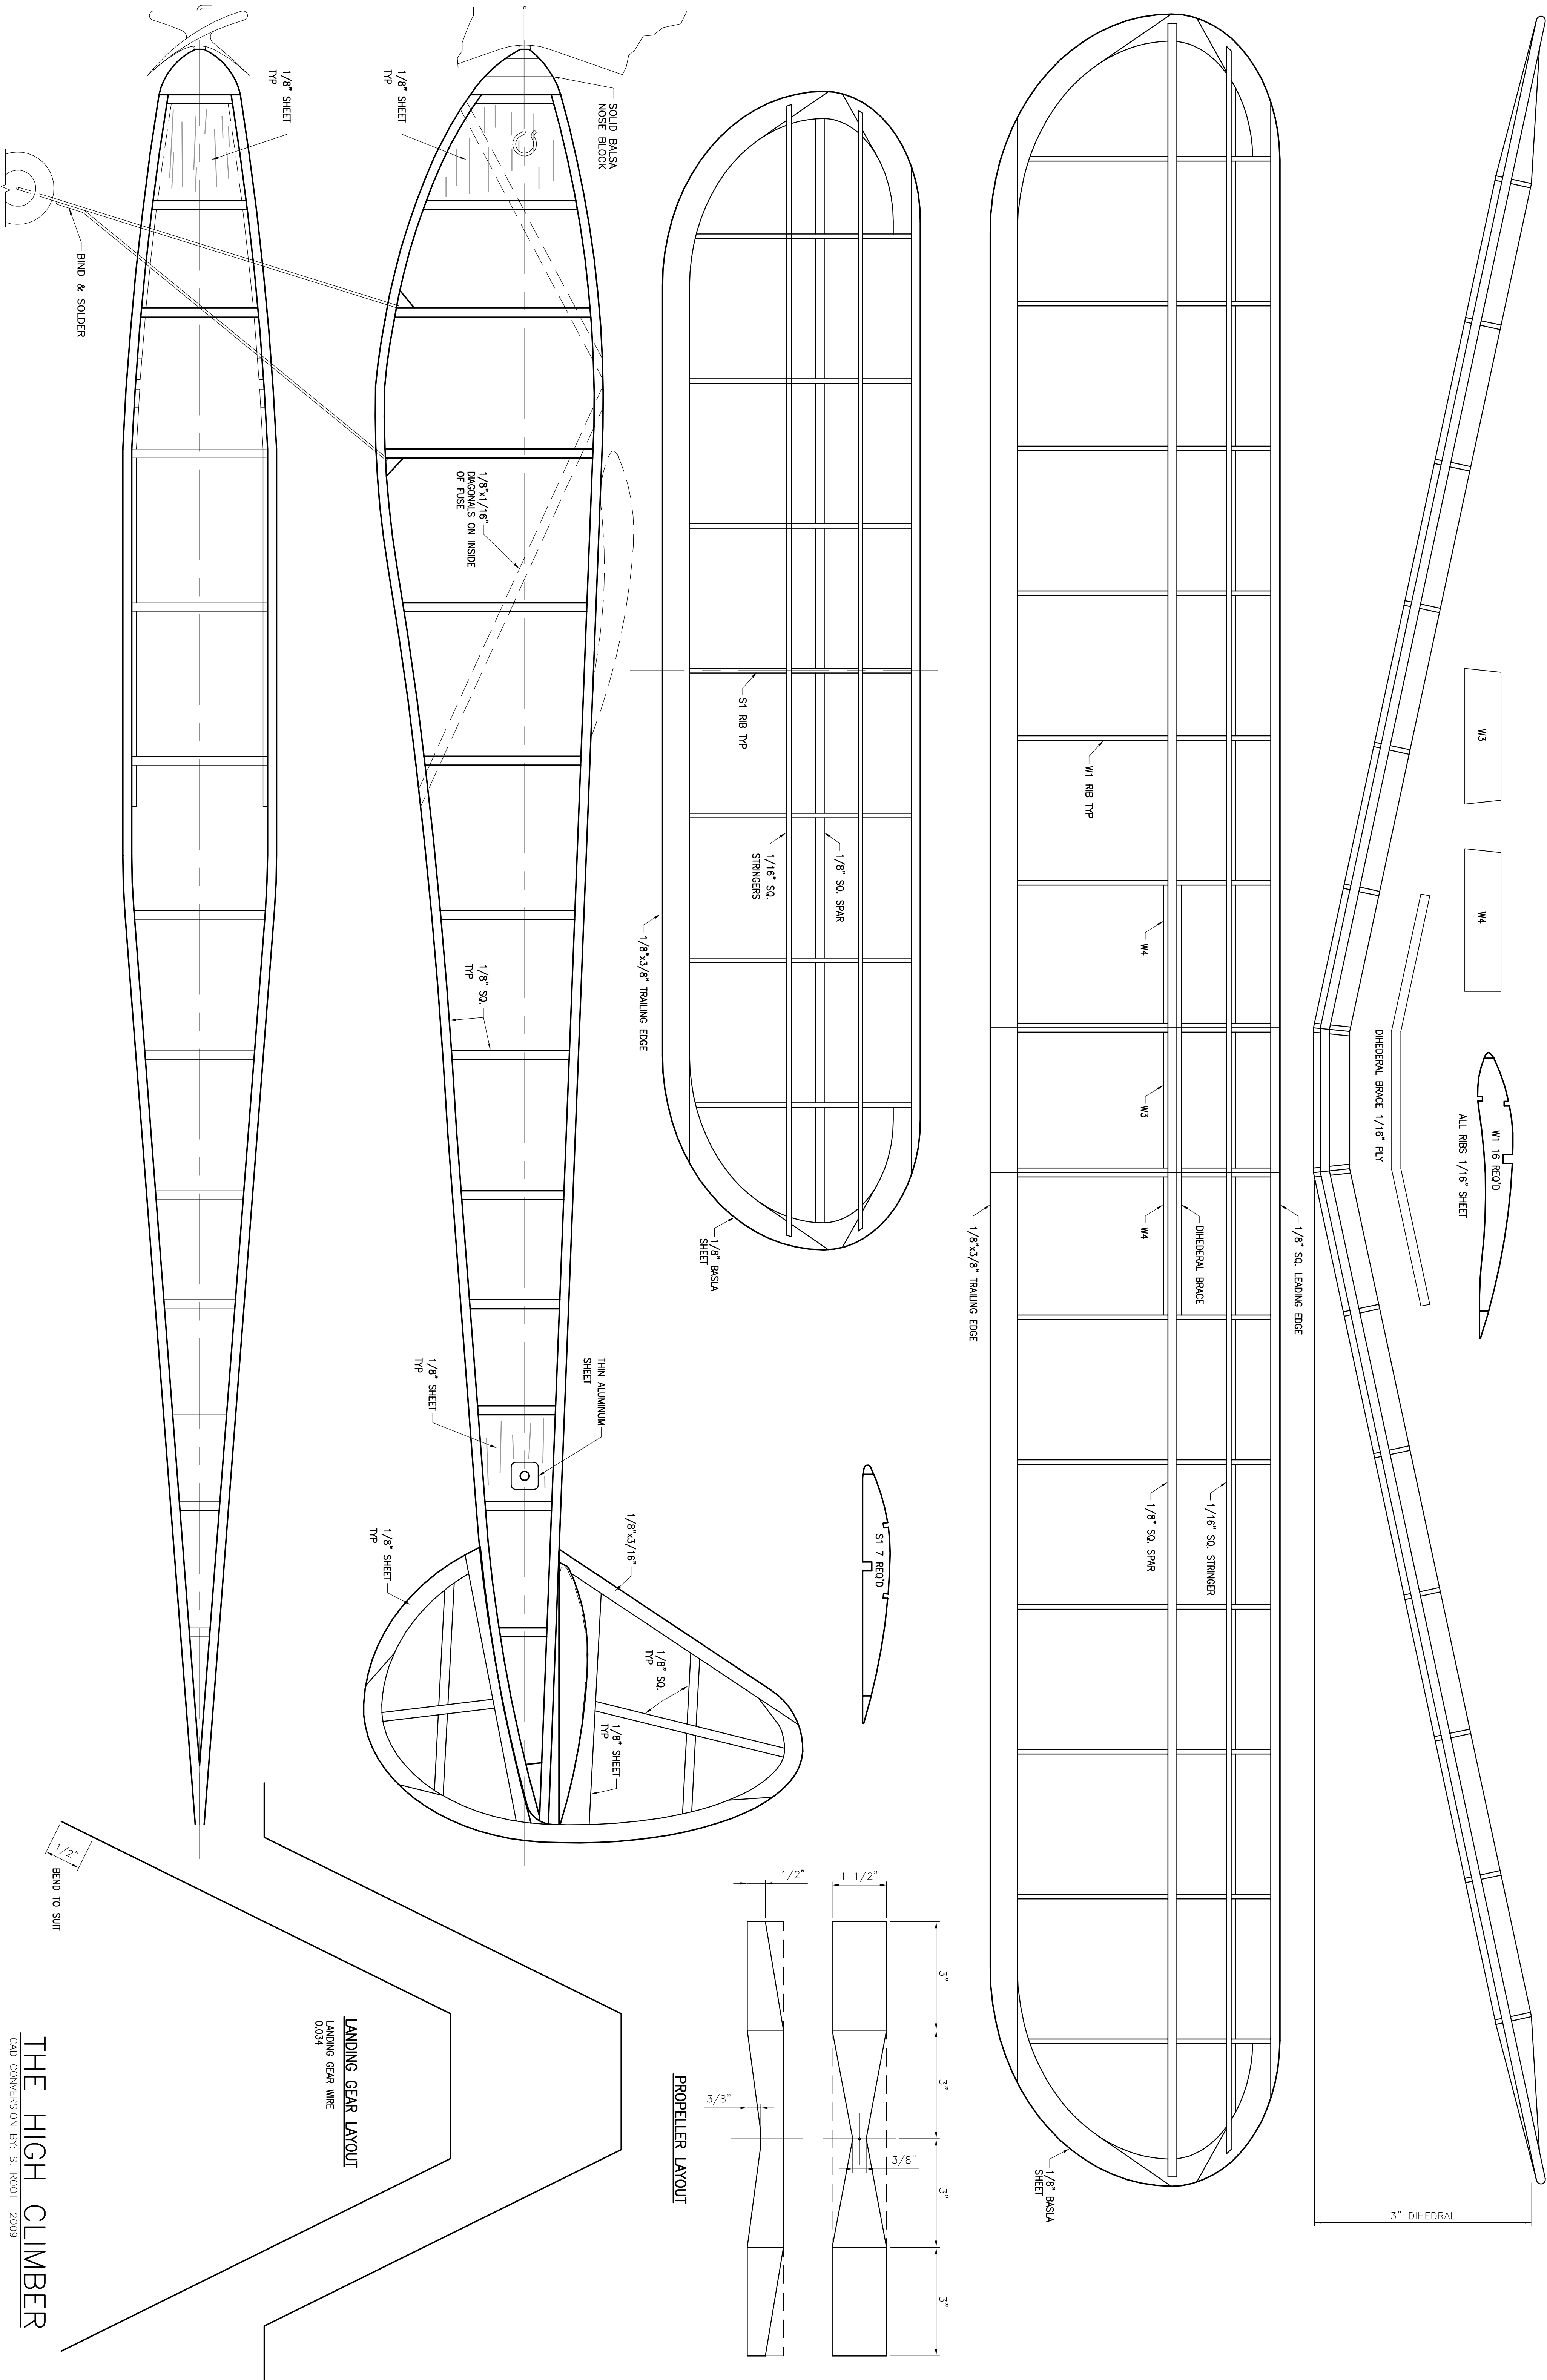 W3
W4
W1 16 REQ'D
ALL RIBS 1/16" SHEET
DIHEDERAL BRACE 1/16" PLY
3" DIHEDRAL
1/8" SQ. LEADING EDGE
1/16" SQ. STRINGER
DIHEDERAL BRACE
1/8" SQ. SPAR
W1 RIB TYP
W4
W3
W4
1/8"x3/8" TRAILING EDGE
1/8" BASLA
SHEET
S1 RIB TYP
1/8" SQ. SPAR
1/16" SQ.
STRINGERS
1/8"x3/8" TRAILING EDGE
1/8" BASLA
SHEET
S1 7 REQ'D
3"
3"
3"
3"
1 1/2"
3/8"
1/2"
3/8"
PROPELLER LAYOUT
SOLID BALSA
NOSE BLOCK
1/8" SHEET
TYP
1/8"x1/16"
DIAGONALS ON INSIDE
OF FUSE
1/8" SQ.
TYP
THIN ALUMINUM
SHEET
1/8" SHEET
TYP
1/8"x3/16"
1/8" SQ.
TYP
1/8" SHEET
TYP
1/8" SHEET
TYP
1/8" SHEET
TYP
BIND & SOLDER
LANDING GEAR LAYOUT
LANDING GEAR WIRE
0.034
1/2"
BEND TO SUIT
THE HIGH CLIMBER
CAD CONVERSION BY: S. ROOT 2009